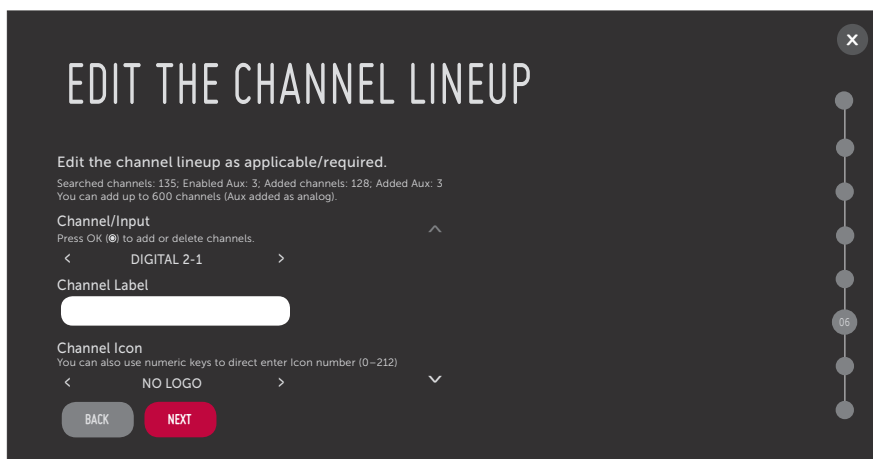 EDIT THE CHANNEL LINEUP
Edit the channel lineup as applicable/required.
Searched channels: 135; Enabled Aux: 3; Added channels: 128; Added Aux: 3
You can add up to 600 channels (Aux added as analog).
Channel/Input
Press OK (◉) to add or delete channels.
< DIGITAL 2-1 >
Channel Label
06
Channel Icon
You can also use numeric keys to direct enter Icon number (0–212)
< NO LOGO >
BACK NEXT